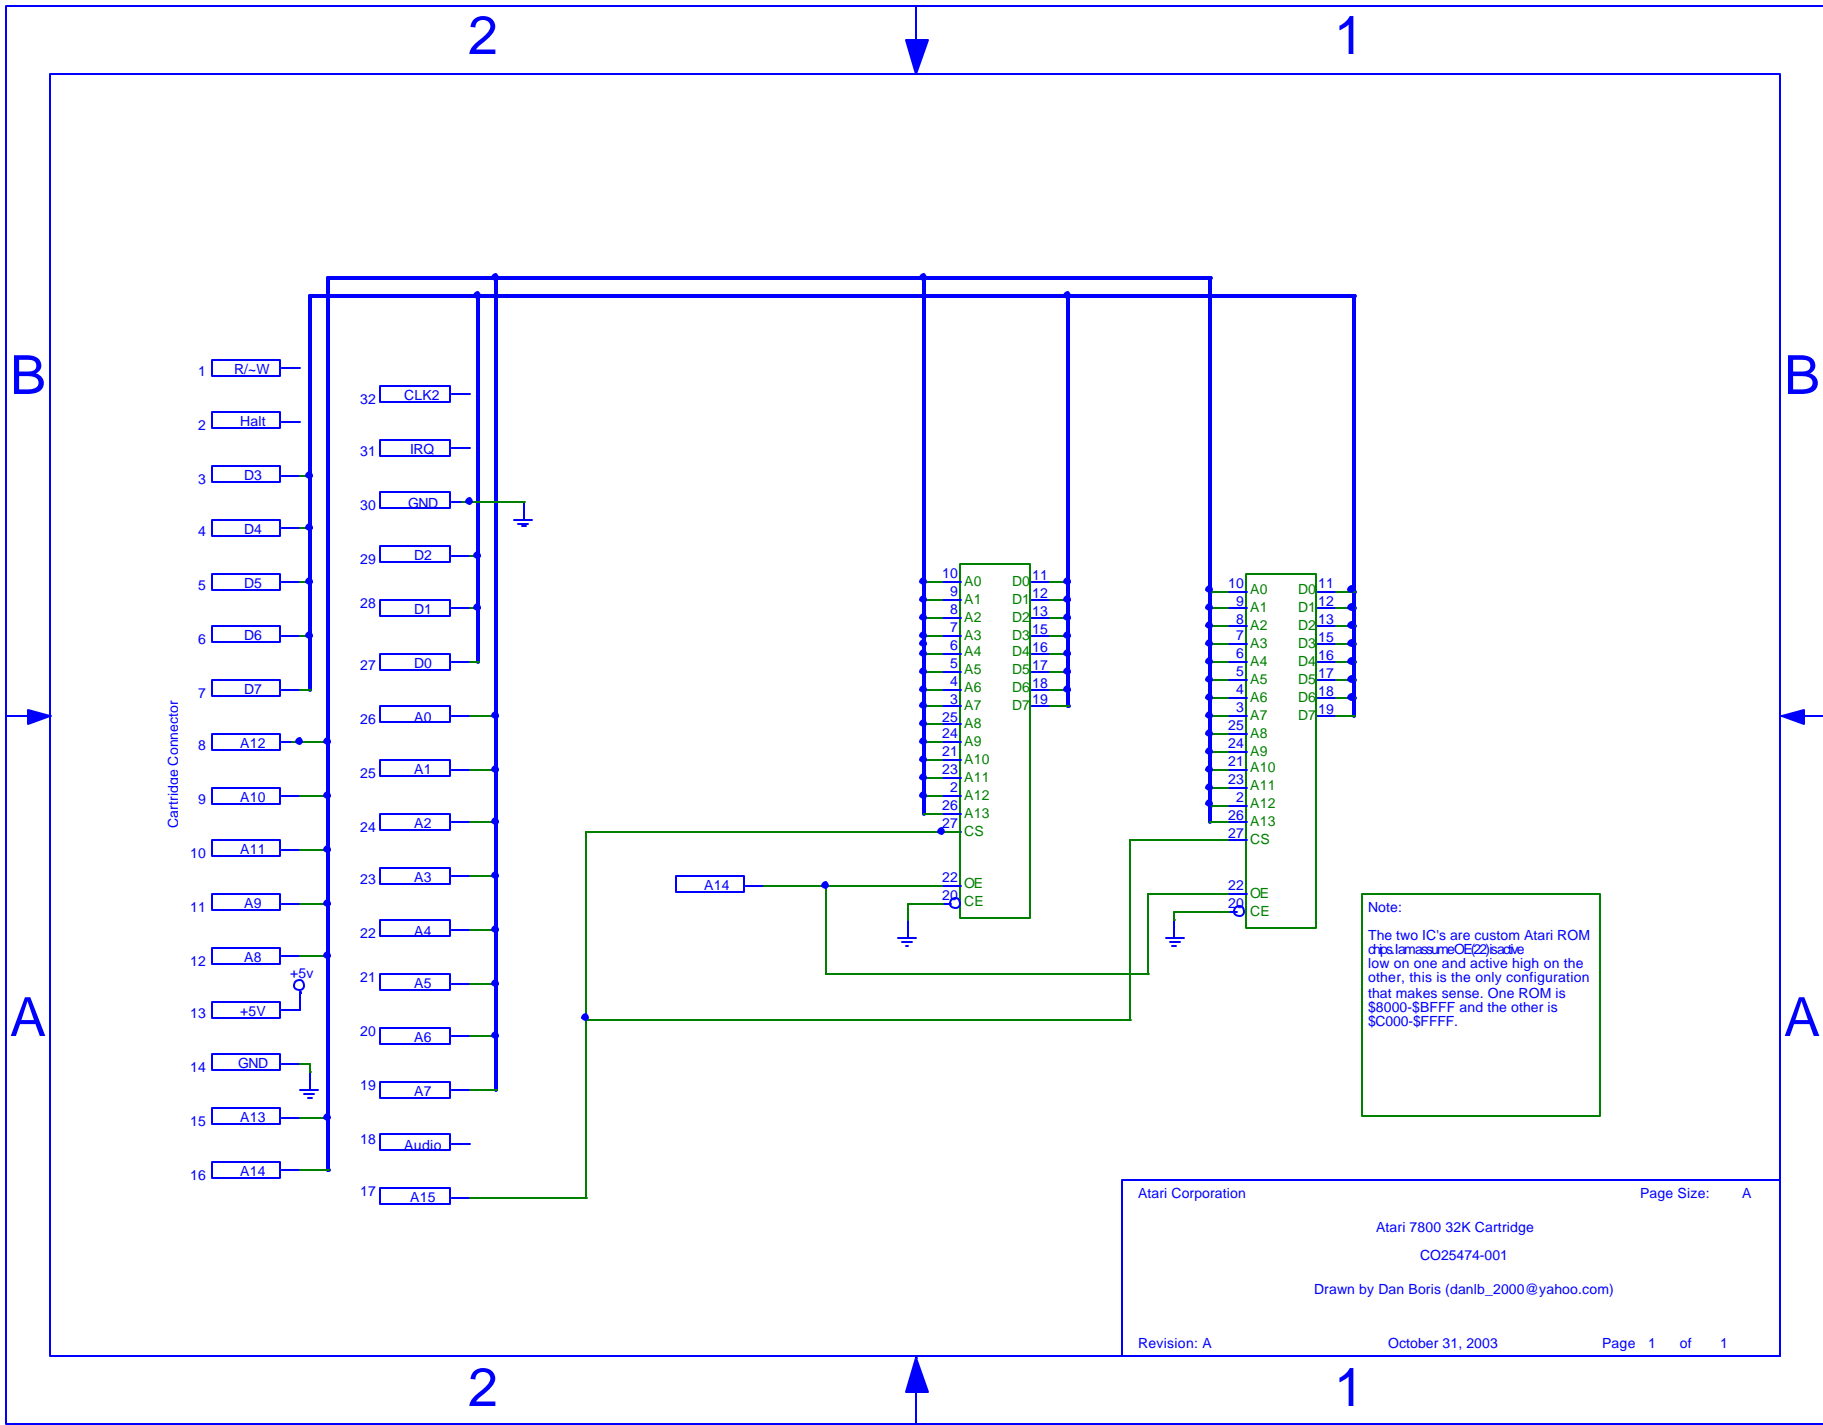 2 1
B B
1 R/~W
32 CLK2
2 Halt
31 IRQ
3 D3
30 GND
4 D4
29 D2
5 D5
28 D1
6 D6
27 D0
7 D7
26 A0
Cartridge Connector
8 A12
25 A1
9 A10
24 A2
10 A11
23 A3
11 A9
22 A4
12 A8
+5v
21 A5
13 +5V
20 A6
14 GND
19 A7
15 A13
18 Audio
16 A14
17 A15
A14
10 A0 D0 11
9 A1 D1 12
8 A2 D2 13
7 A3 D3 15
6 A4 D4 16
5 A5 D5 17
4 A6 D6 18
3 A7 D7 19
25 A8
24 A9
21 A10
23 A11
2 A12
26 A13
27 CS
22 OE
20 CE
10 A0 D0 11
9 A1 D1 12
8 A2 D2 13
7 A3 D3 15
6 A4 D4 16
5 A5 D5 17
4 A6 D6 18
3 A7 D7 19
25 A8
24 A9
21 A10
23 A11
2 A12
26 A13
27 CS
22 OE
20 CE
Note:
The two IC's are custom Atari ROM
chips. I am assume OE(22) is active
low on one and active high on the
other, this is the only configuration
that makes sense. One ROM is
$8000-$BFFF and the other is
$C000-$FFFF.
A A
Atari Corporation Page Size: A
Atari 7800 32K Cartridge
CO25474-001
Drawn by Dan Boris (danlb_2000@yahoo.com)
Revision: A October 31, 2003 Page 1 of 1
2 1